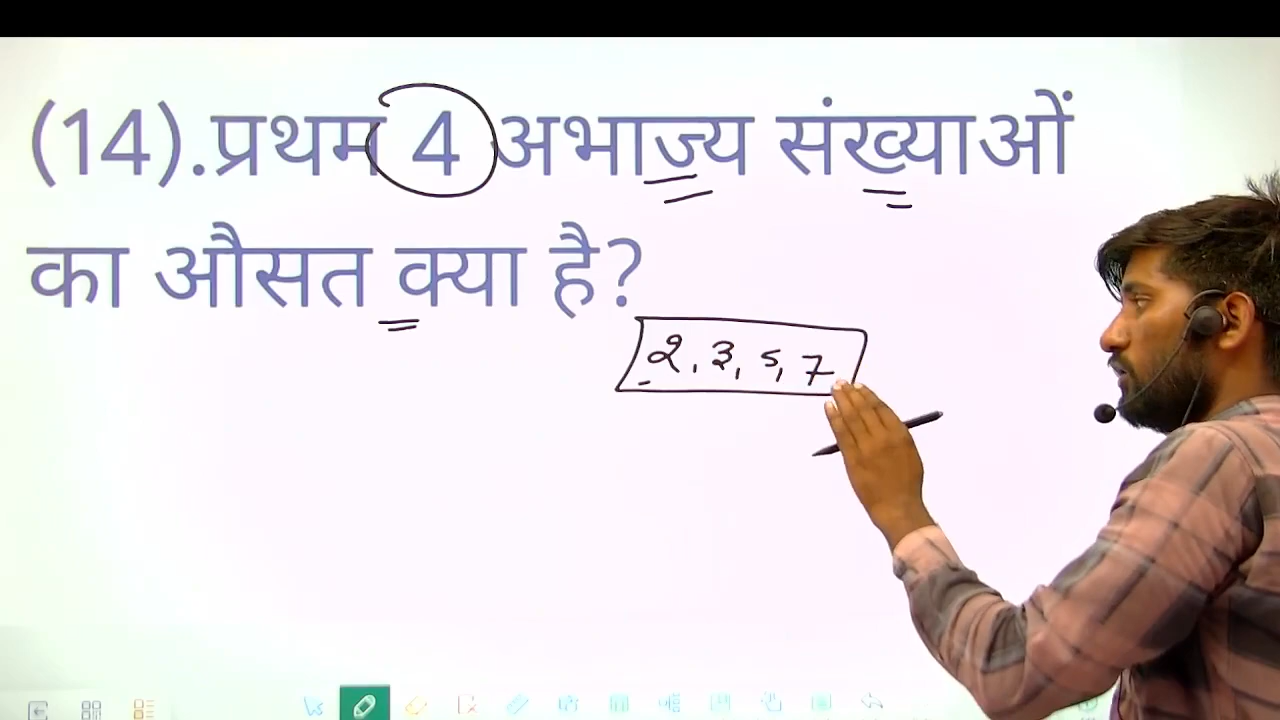 (14).प्रथम 4 अभाज्य संख्याओं
का औसत क्या है?
2, 3, 5, 7